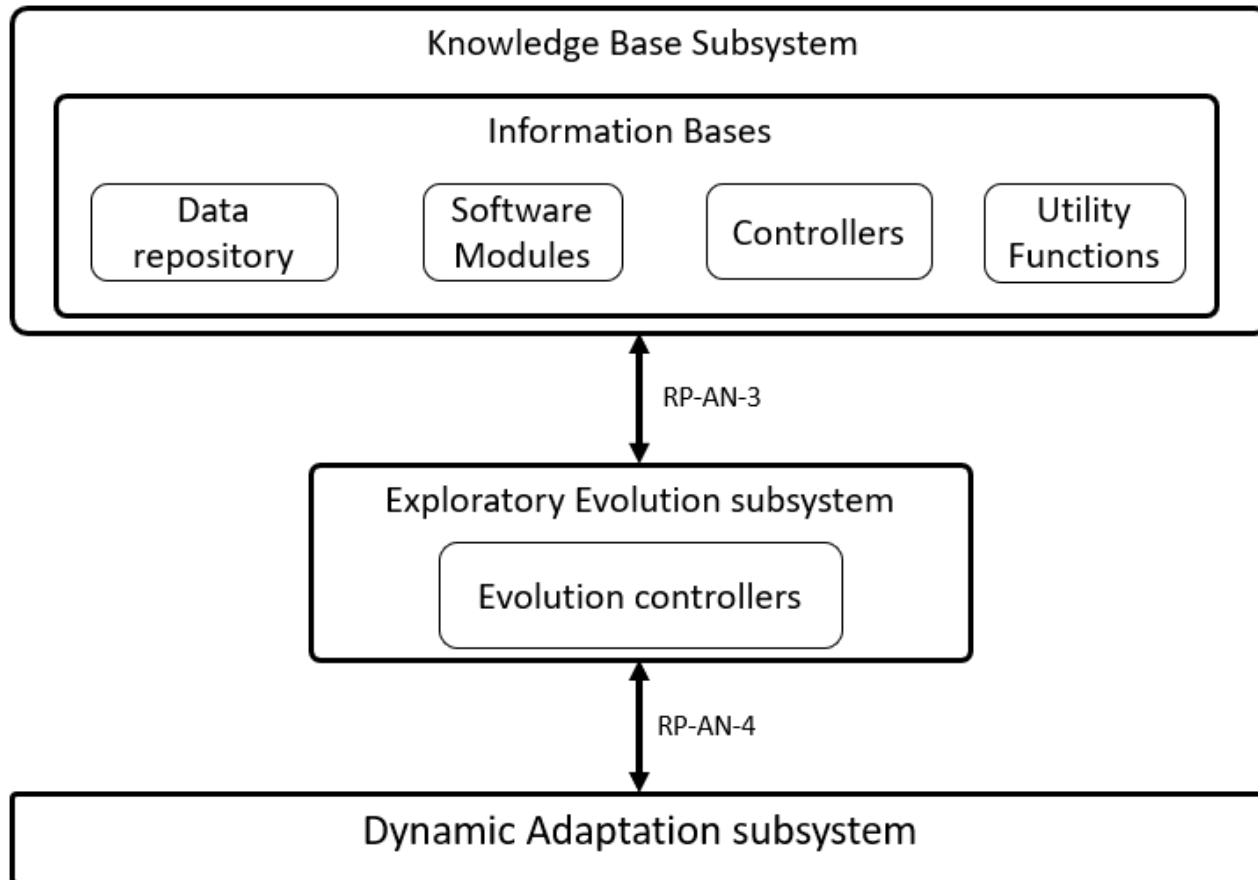 Knowledge Base Subsystem
Information Bases
Data
repository
Software
Modules
Controllers
Utility
Functions
RP-AN-3
Exploratory Evolution subsystem
Evolution controllers
RP-AN-4
Dynamic Adaptation subsystem